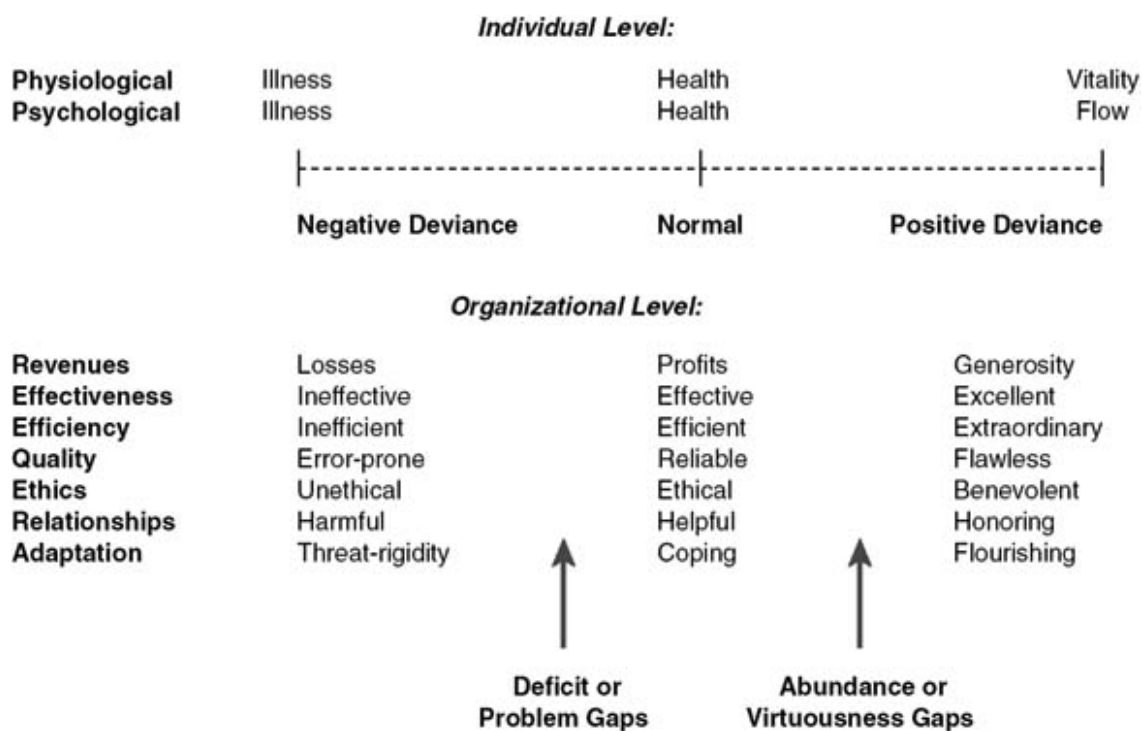 Individual Level:
Physiological Illness Health Vitality
Psychological Illness Health Flow
Negative Deviance Normal Positive Deviance
Organizational Level:
Revenues Losses Profits Generosity
Effectiveness Ineffective Effective Excellent
Efficiency Inefficient Efficient Extraordinary
Quality Error-prone Reliable Flawless
Ethics Unethical Ethical Benevolent
Relationships Harmful Helpful Honoring
Adaptation Threat-rigidity Coping Flourishing
Deficit or Abundance or
Problem Gaps Virtuousness Gaps